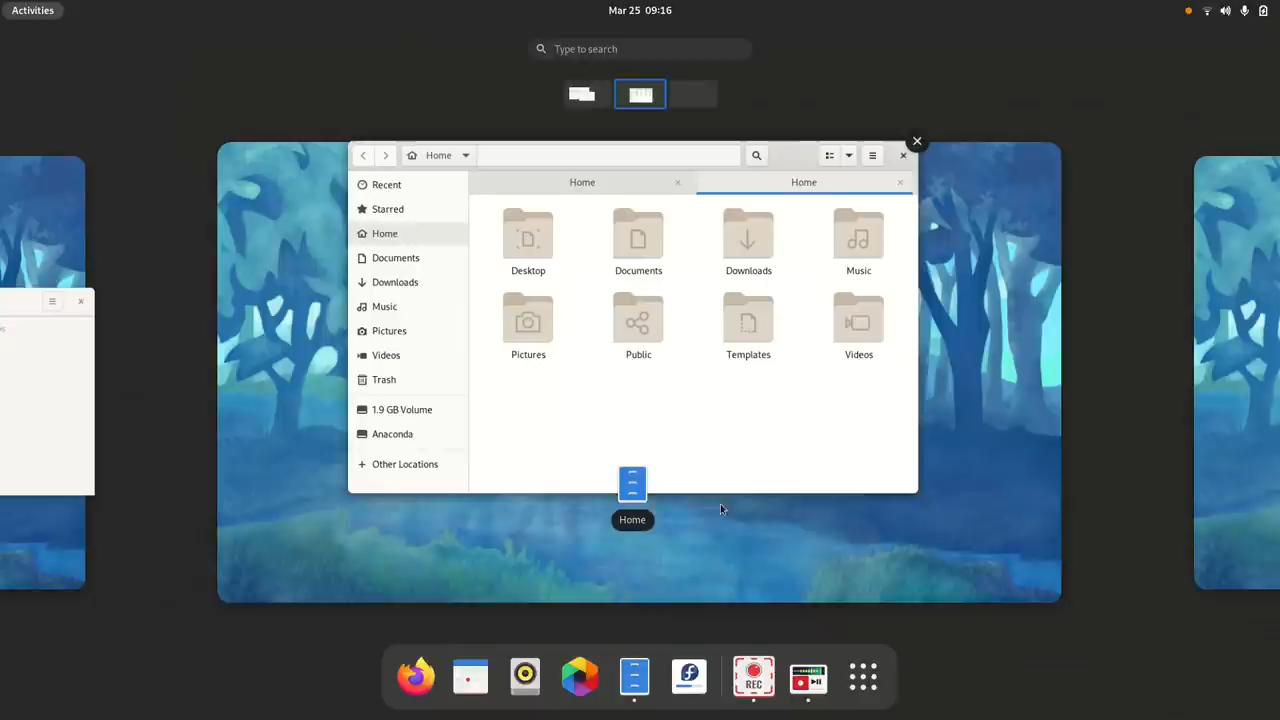 Activities
Mar 25 09:16
Type to search
Home
Home
Home
Recent
Starred
Home
Documents
Downloads
Music
Pictures
Videos
Trash
1.9 GB Volume
Anaconda
Other Locations
Desktop
Documents
Downloads
Music
Pictures
Public
Templates
Videos
Home
REC